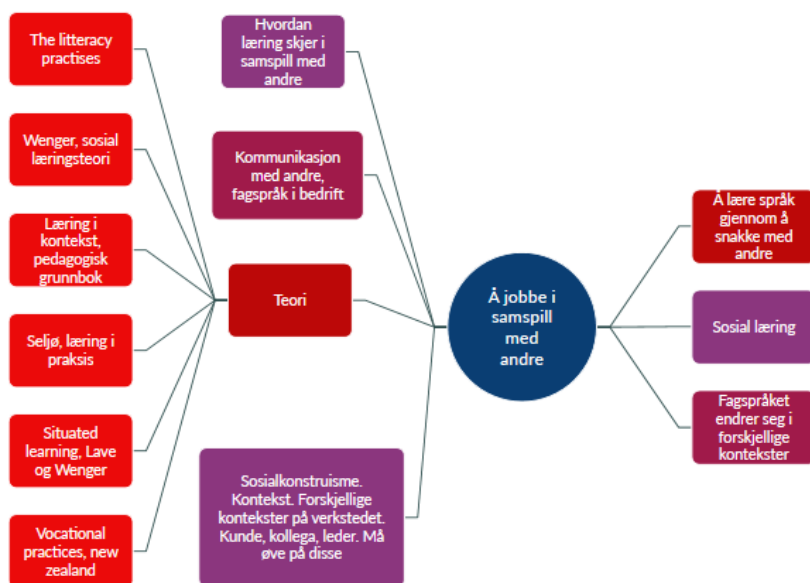 The litteracy
practises
Wenger, sosial
læringsteori
Læring i
kontekst,
pedagogisk
grunnbok
Seljø, læring i
praksis
Situated
learning, Lave
og Wenger
Vocational
practices, new
zealand
Hvordan
læring skjer i
samspill med
andre
Kommunikasjon
med andre,
fagspråk i bedrift
Teori
Sosialkonstruisme.
Kontekst. Forskjellige
kontekster på verkstedet.
Kunde, kollega, leder. Må
øve på disse
Å jobbe i
samspill
med
andre
Å lære språk
gjennom å
snakke med
andre
Sosial læring
Fagspråket
endrer seg i
forskjellige
kontekster